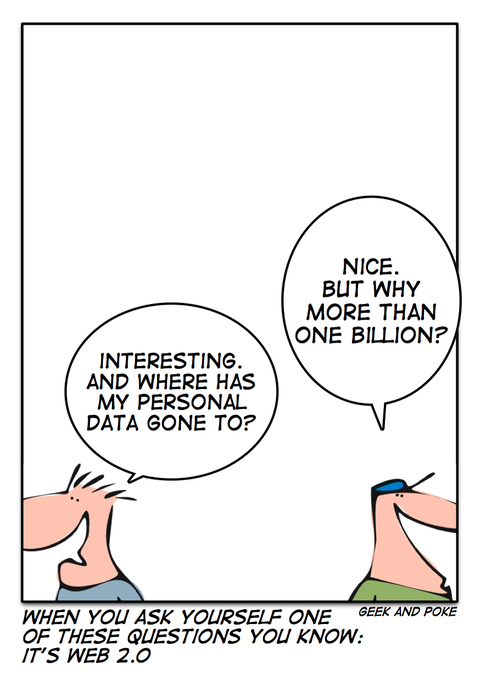 NICE.
BUT WHY
MORE THAN
ONE BILLION?
INTERESTING.
AND WHERE HAS
MY PERSONAL
DATA GONE TO?
GEEK AND POKE
WHEN YOU ASK YOURSELF ONE
OF THESE QUESTIONS YOU KNOW:
IT'S WEB 2.0